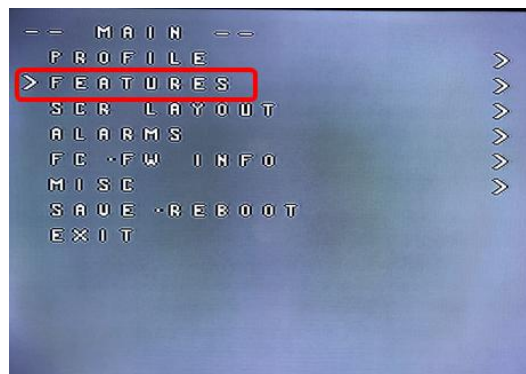 -- MAIN --
PROFILE >
> FEATURES >
SCR LAYOUT >
ALARMS >
FC·FW INFO >
MISC >
SAVE·REBOOT
EXIT